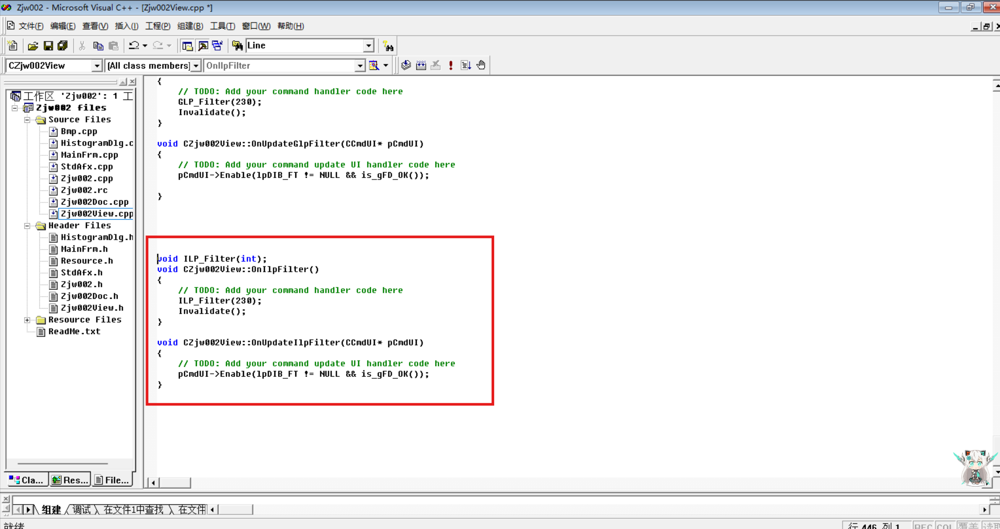 Zjw002 - Microsoft Visual C++ - [Zjw002View.cpp *]
文件(F) 编辑(E) 查看(V) 插入(I) 工程(P) 组建(B) 工具(T) 窗口(W) 帮助(H)
Line
CZjw002View [All class members] OnIlpFilter
工作区 'Zjw002': 1 工
Zjw002 files
Source Files
Bmp.cpp
HistogramDlg.c
MainFrm.cpp
StdAfx.cpp
Zjw002.cpp
Zjw002.rc
Zjw002Doc.cpp
Zjw002View.cpp
Header Files
HistogramDlg.h
MainFrm.h
Resource.h
StdAfx.h
Zjw002.h
Zjw002Doc.h
Zjw002View.h
Resource Files
ReadMe.txt
Cla... Res... File...
{
// TODO: Add your command handler code here
GLP_Filter(230);
Invalidate();
}
void CZjw002View::OnUpdateGlpFilter(CCmdUI* pCmdUI)
{
// TODO: Add your command update UI handler code here
pCmdUI->Enable(lpDIB_FT != NULL && is_gFD_OK());
}
void ILP_Filter(int);
void CZjw002View::OnIlpFilter()
{
// TODO: Add your command handler code here
ILP_Filter(230);
Invalidate();
}
void CZjw002View::OnUpdateIlpFilter(CCmdUI* pCmdUI)
{
// TODO: Add your command update UI handler code here
pCmdUI->Enable(lpDIB_FT != NULL && is_gFD_OK());
}
组建 调试 在文件1中查找 在文件
就绪
行 446, 列 1 REC COL 覆盖 读取